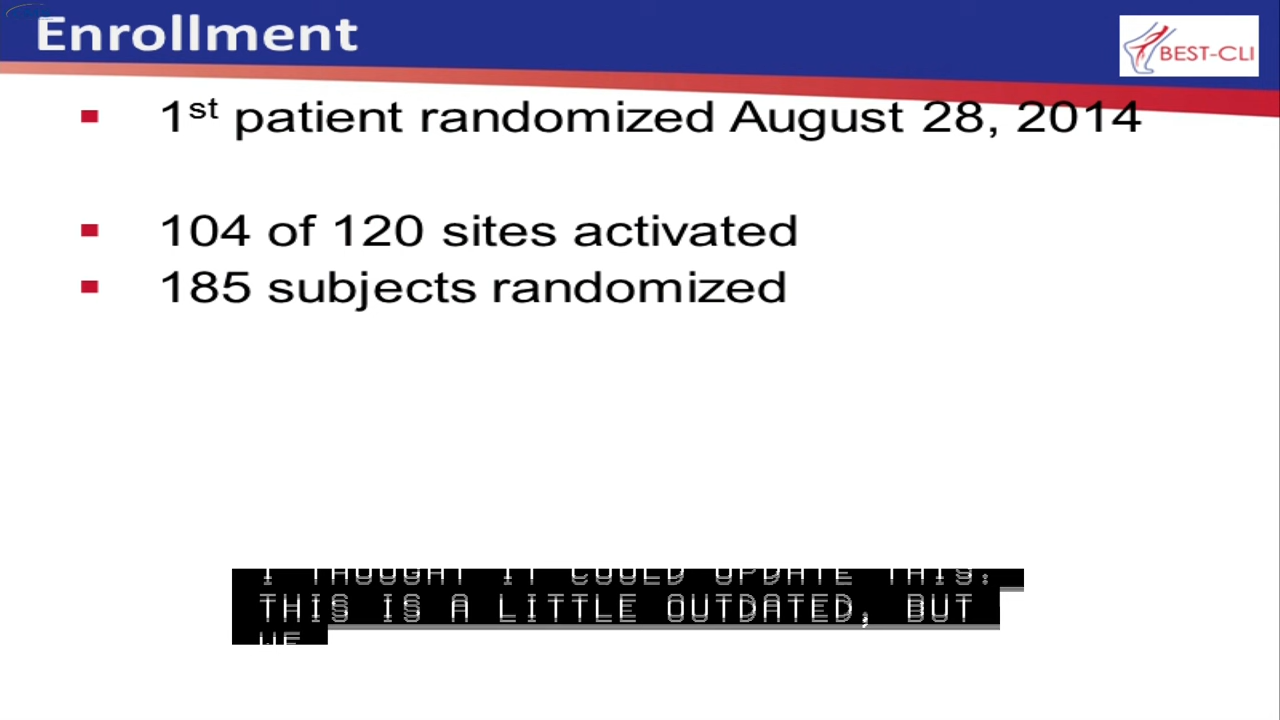 Enrollment
BEST-CLI
1st patient randomized August 28, 2014
104 of 120 sites activated
185 subjects randomized
I THOUGHT IT COULD UPDATE THIS.
THIS IS A LITTLE OUTDATED, BUT
WE